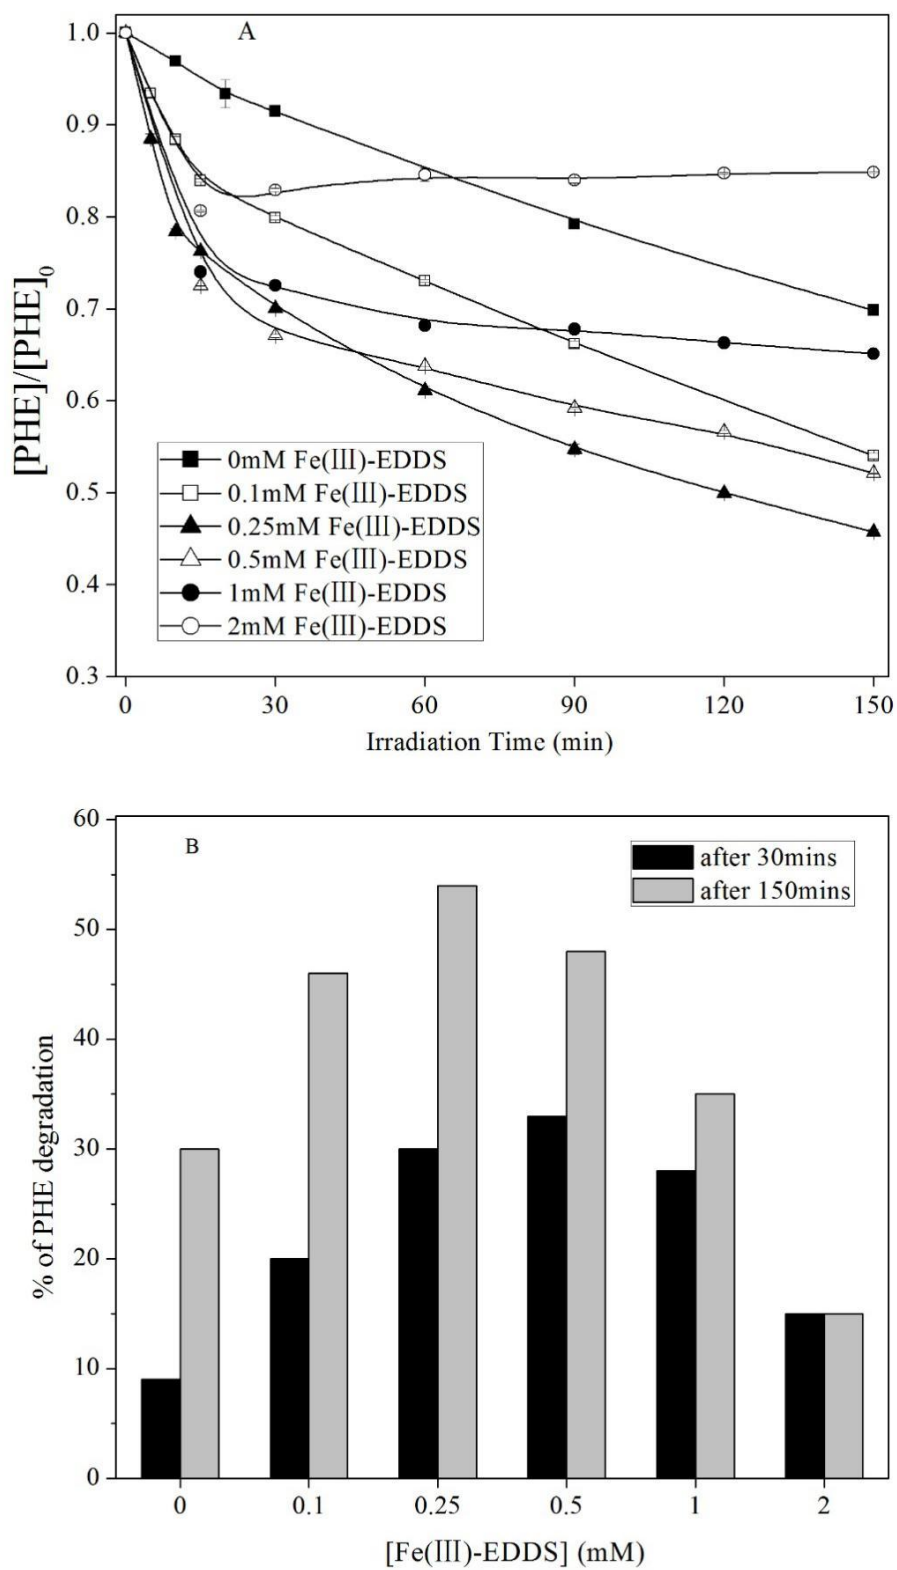 A
1.0
0.9
0.8
0.7
0.6
0.5
0.4
0.3
[PHE]/[PHE]0
0mM Fe(III)-EDDS
0.1mM Fe(III)-EDDS
0.25mM Fe(III)-EDDS
0.5mM Fe(III)-EDDS
1mM Fe(III)-EDDS
2mM Fe(III)-EDDS
0 30 60 90 120 150
Irradiation Time (min)
B
60
50
40
30
20
10
0
% of PHE degradation
after 30mins
after 150mins
0 0.1 0.25 0.5 1 2
[Fe(III)-EDDS] (mM)